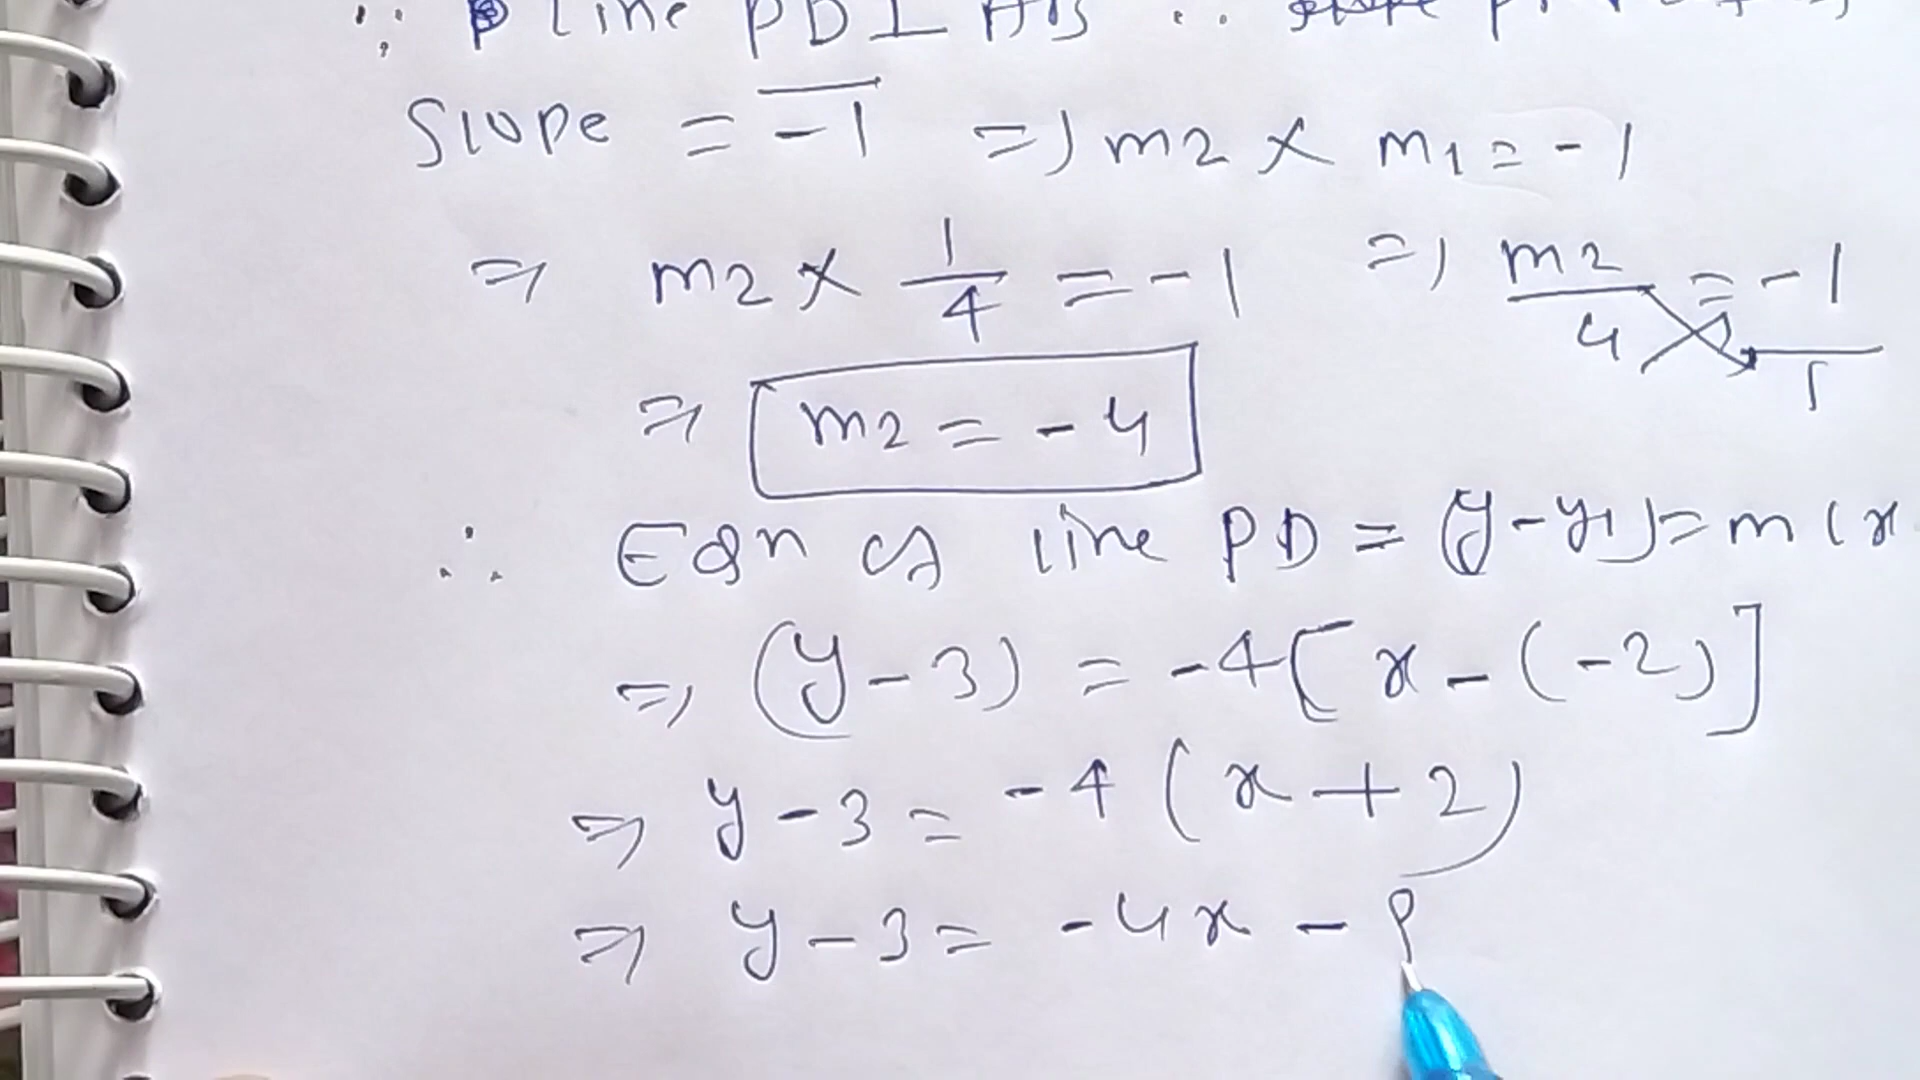 ∵ line PD ⊥ AB ∴
Slope = -1 => m2 × m1 = -1
=> m2 × 1/4 = -1 => m2/4 = -1/1
=> m2 = -4
∴ Eqn of line PD = (y-y1) = m(x
=> (y-3) = -4[x-(-2)]
=> y-3 = -4(x+2)
=> y-3 = -4x-8